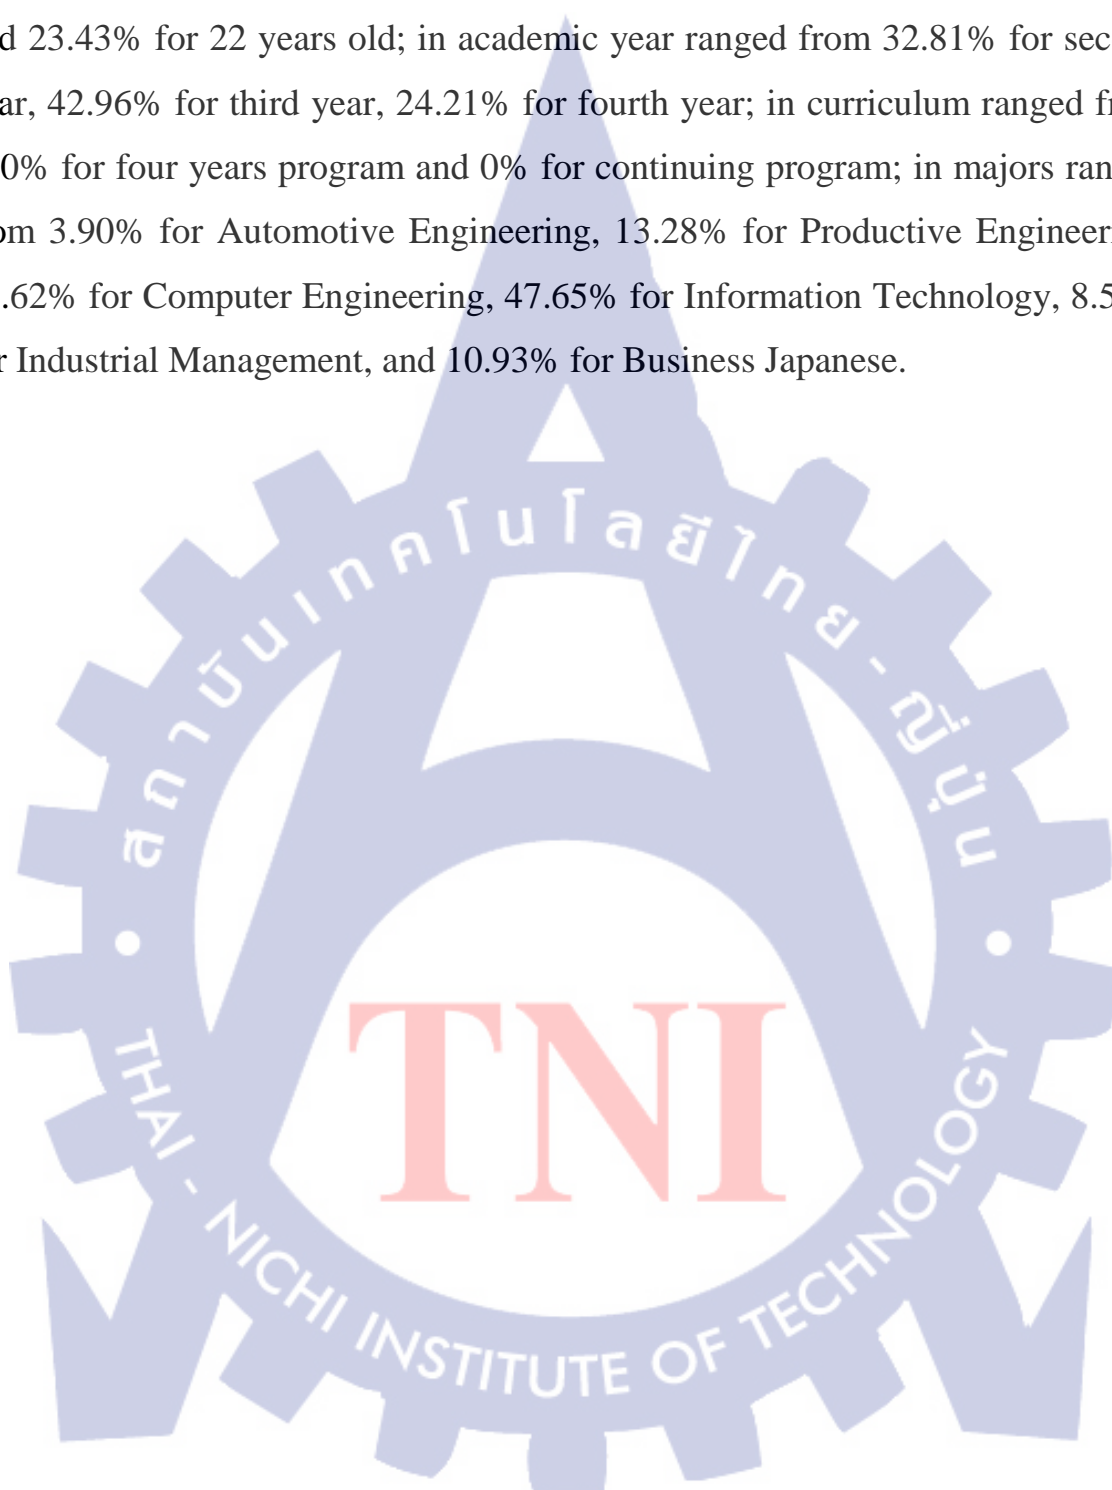 d 23.43% for 22 years old; in academic year ranged from 32.81% for sec
ar, 42.96% for third year, 24.21% for fourth year; in curriculum ranged fr
0% for four years program and 0% for continuing program; in majors ran
om 3.90% for Automotive Engineering, 13.28% for Productive Engineeri
.62% for Computer Engineering, 47.65% for Information Technology, 8.5
r Industrial Management, and 10.93% for Business Japanese.
สถาบันเทคโนโลยีไทย - ญี่ปุ่น
TNI
THAI - NICHI INSTITUTE OF TECHNOLOGY